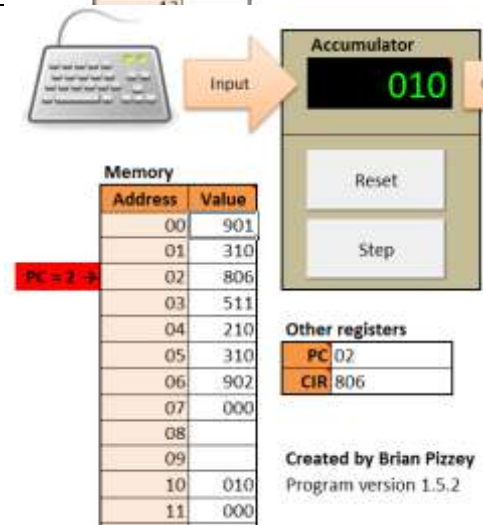 Accumulator
Input
010
Memory
Address Value
00 901
01 310
PC = 2 → 02 806
03 511
04 210
05 310
06 902
07 000
08
09
10 010
11 000
Reset
Step
Other registers
PC 02
CIR 806
Created by Brian Pizzey
Program version 1.5.2